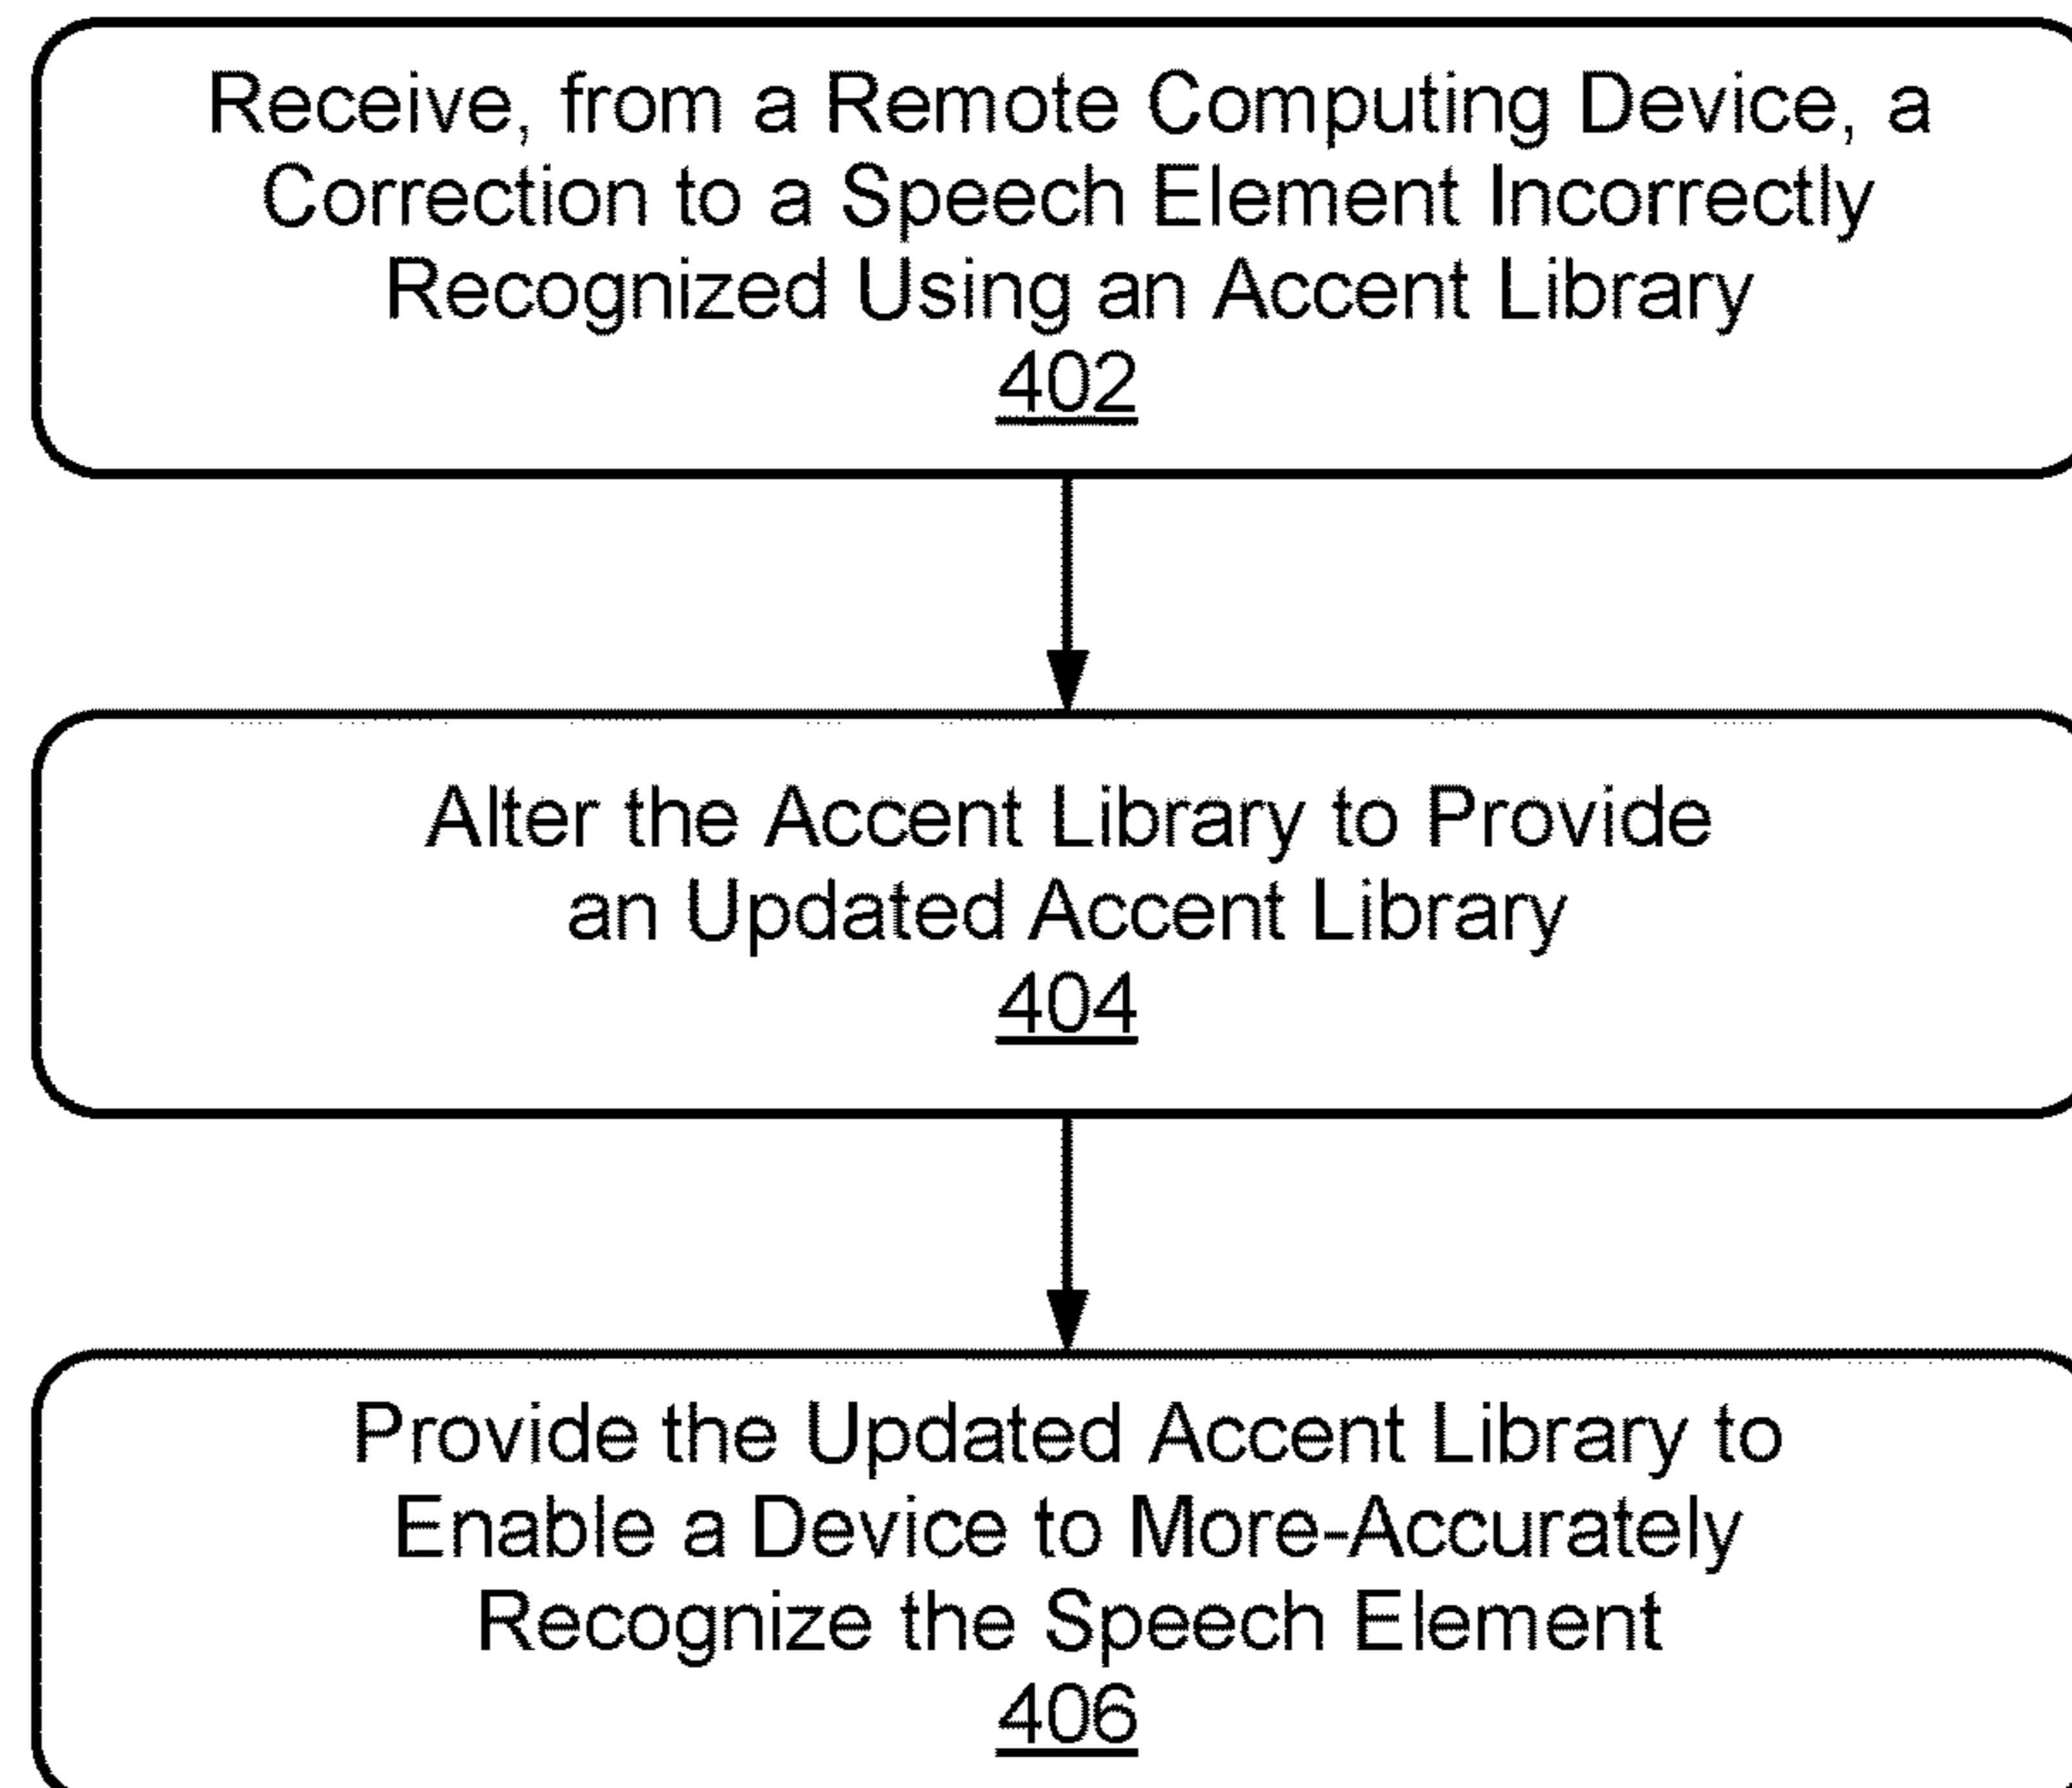 Receive, from a Remote Computing Device, a
Correction to a Speech Element Incorrectly
Recognized Using an Accent Library
402
Alter the Accent Library to Provide
an Updated Accent Library
404
Provide the Updated Accent Library to
Enable a Device to More-Accurately
Recognize the Speech Element
406